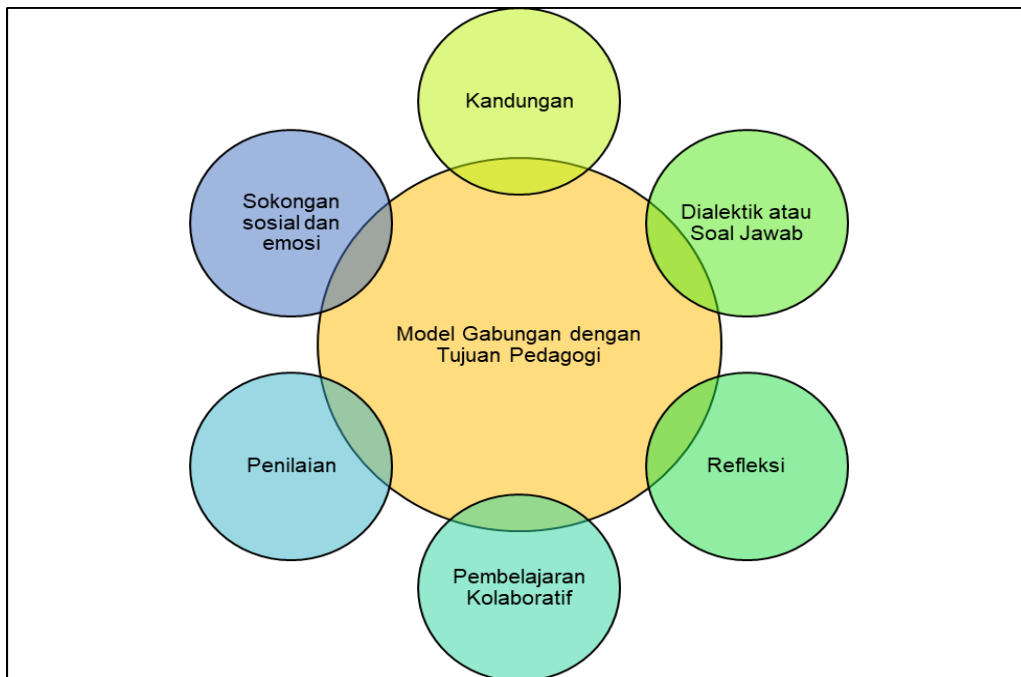 Kandungan
Sokongan
sosial dan
emosi
Dialektik atau
Soal Jawab
Model Gabungan dengan
Tujuan Pedagogi
Penilaian
Refleksi
Pembelajaran
Kolaboratif